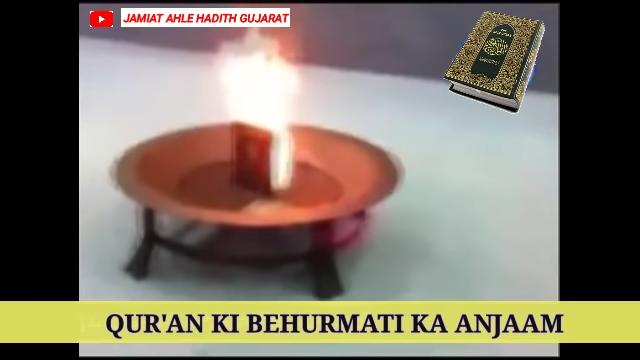 JAMIAT AHLE HADITH GUJARAT
QUR'AN KI BEHURMATI KA ANJAAM